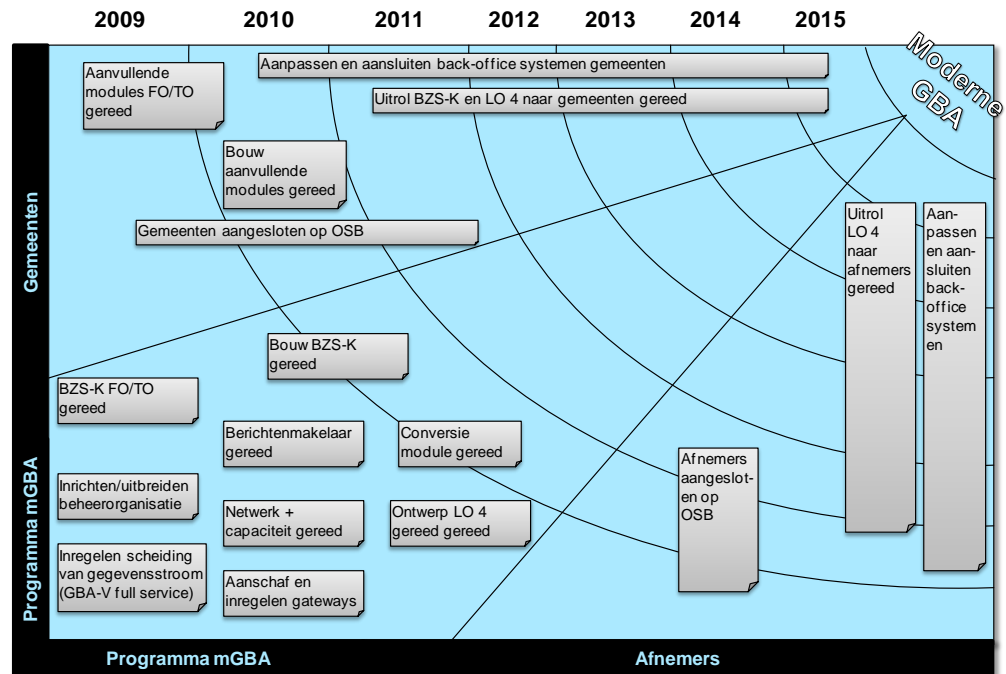 2009 2010 2011 2012 2013 2014 2015
Moderne
GBA
Aanvullende
modules FO/TO
gereed
Aanpassen en aansluiten back-office systemen gemeenten
Uitrol BZS-K en LO 4 naar gemeenten gereed
Bouw
aanvullende
modules gereed
Gemeenten aangesloten op OSB
Gemeenten
Uitrol
LO 4
naar
afnemers
gereed
Aan-
passen
en aan-
sluiten
back-
office
system
en
Bouw BZS-K
gereed
BZS-K FO/TO
gereed
Berichtenmakelaar
gereed
Conversie
module gereed
Afnemers
aangeslot-
en op
OSB
Inrichten/uitbreiden
beheerorganisatie
Netwerk +
capaciteit gereed
Ontwerp LO 4
gereed gereed
Inregelen scheiding
van gegevensstroom
(GBA-V full service)
Aanschaf en
inregelen gateways
Programma mGBA
Programma mGBA
Afnemers